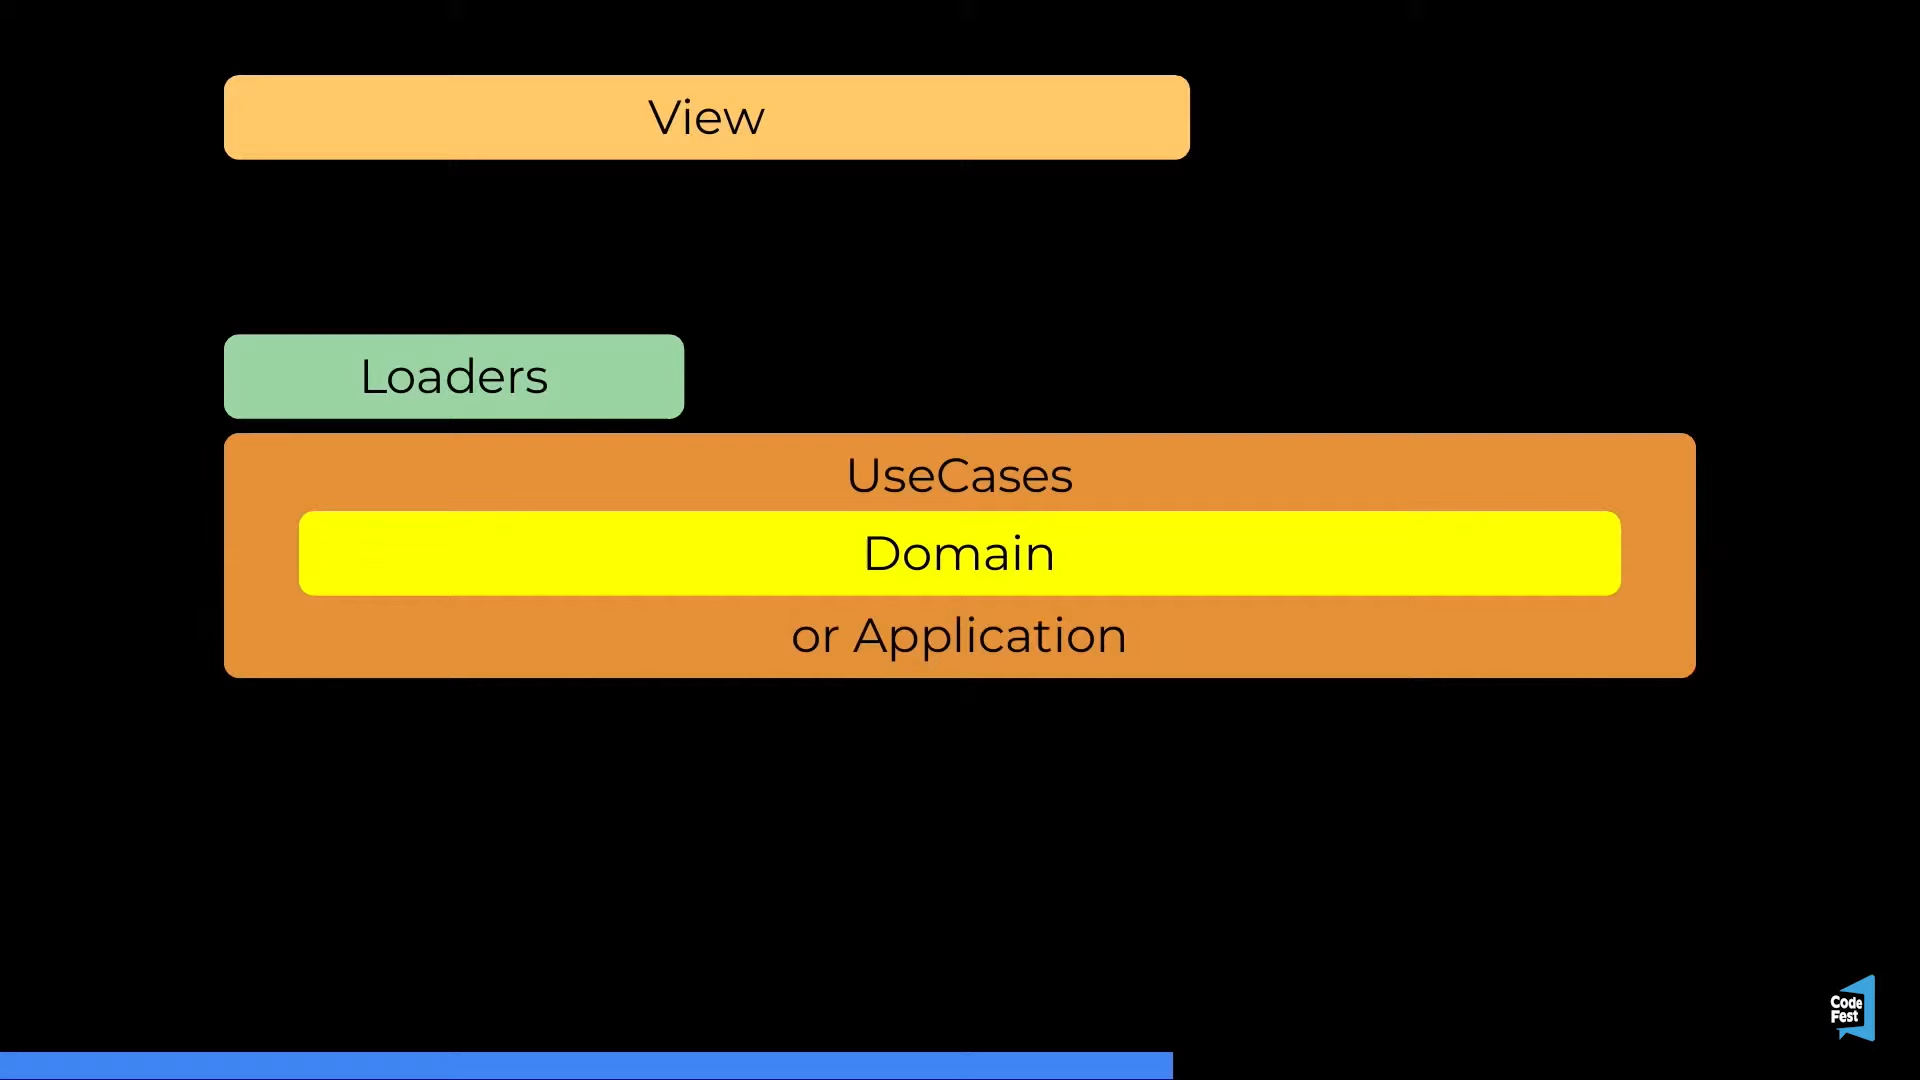 View
Loaders
UseCases
Domain
or Application
Code
Fest